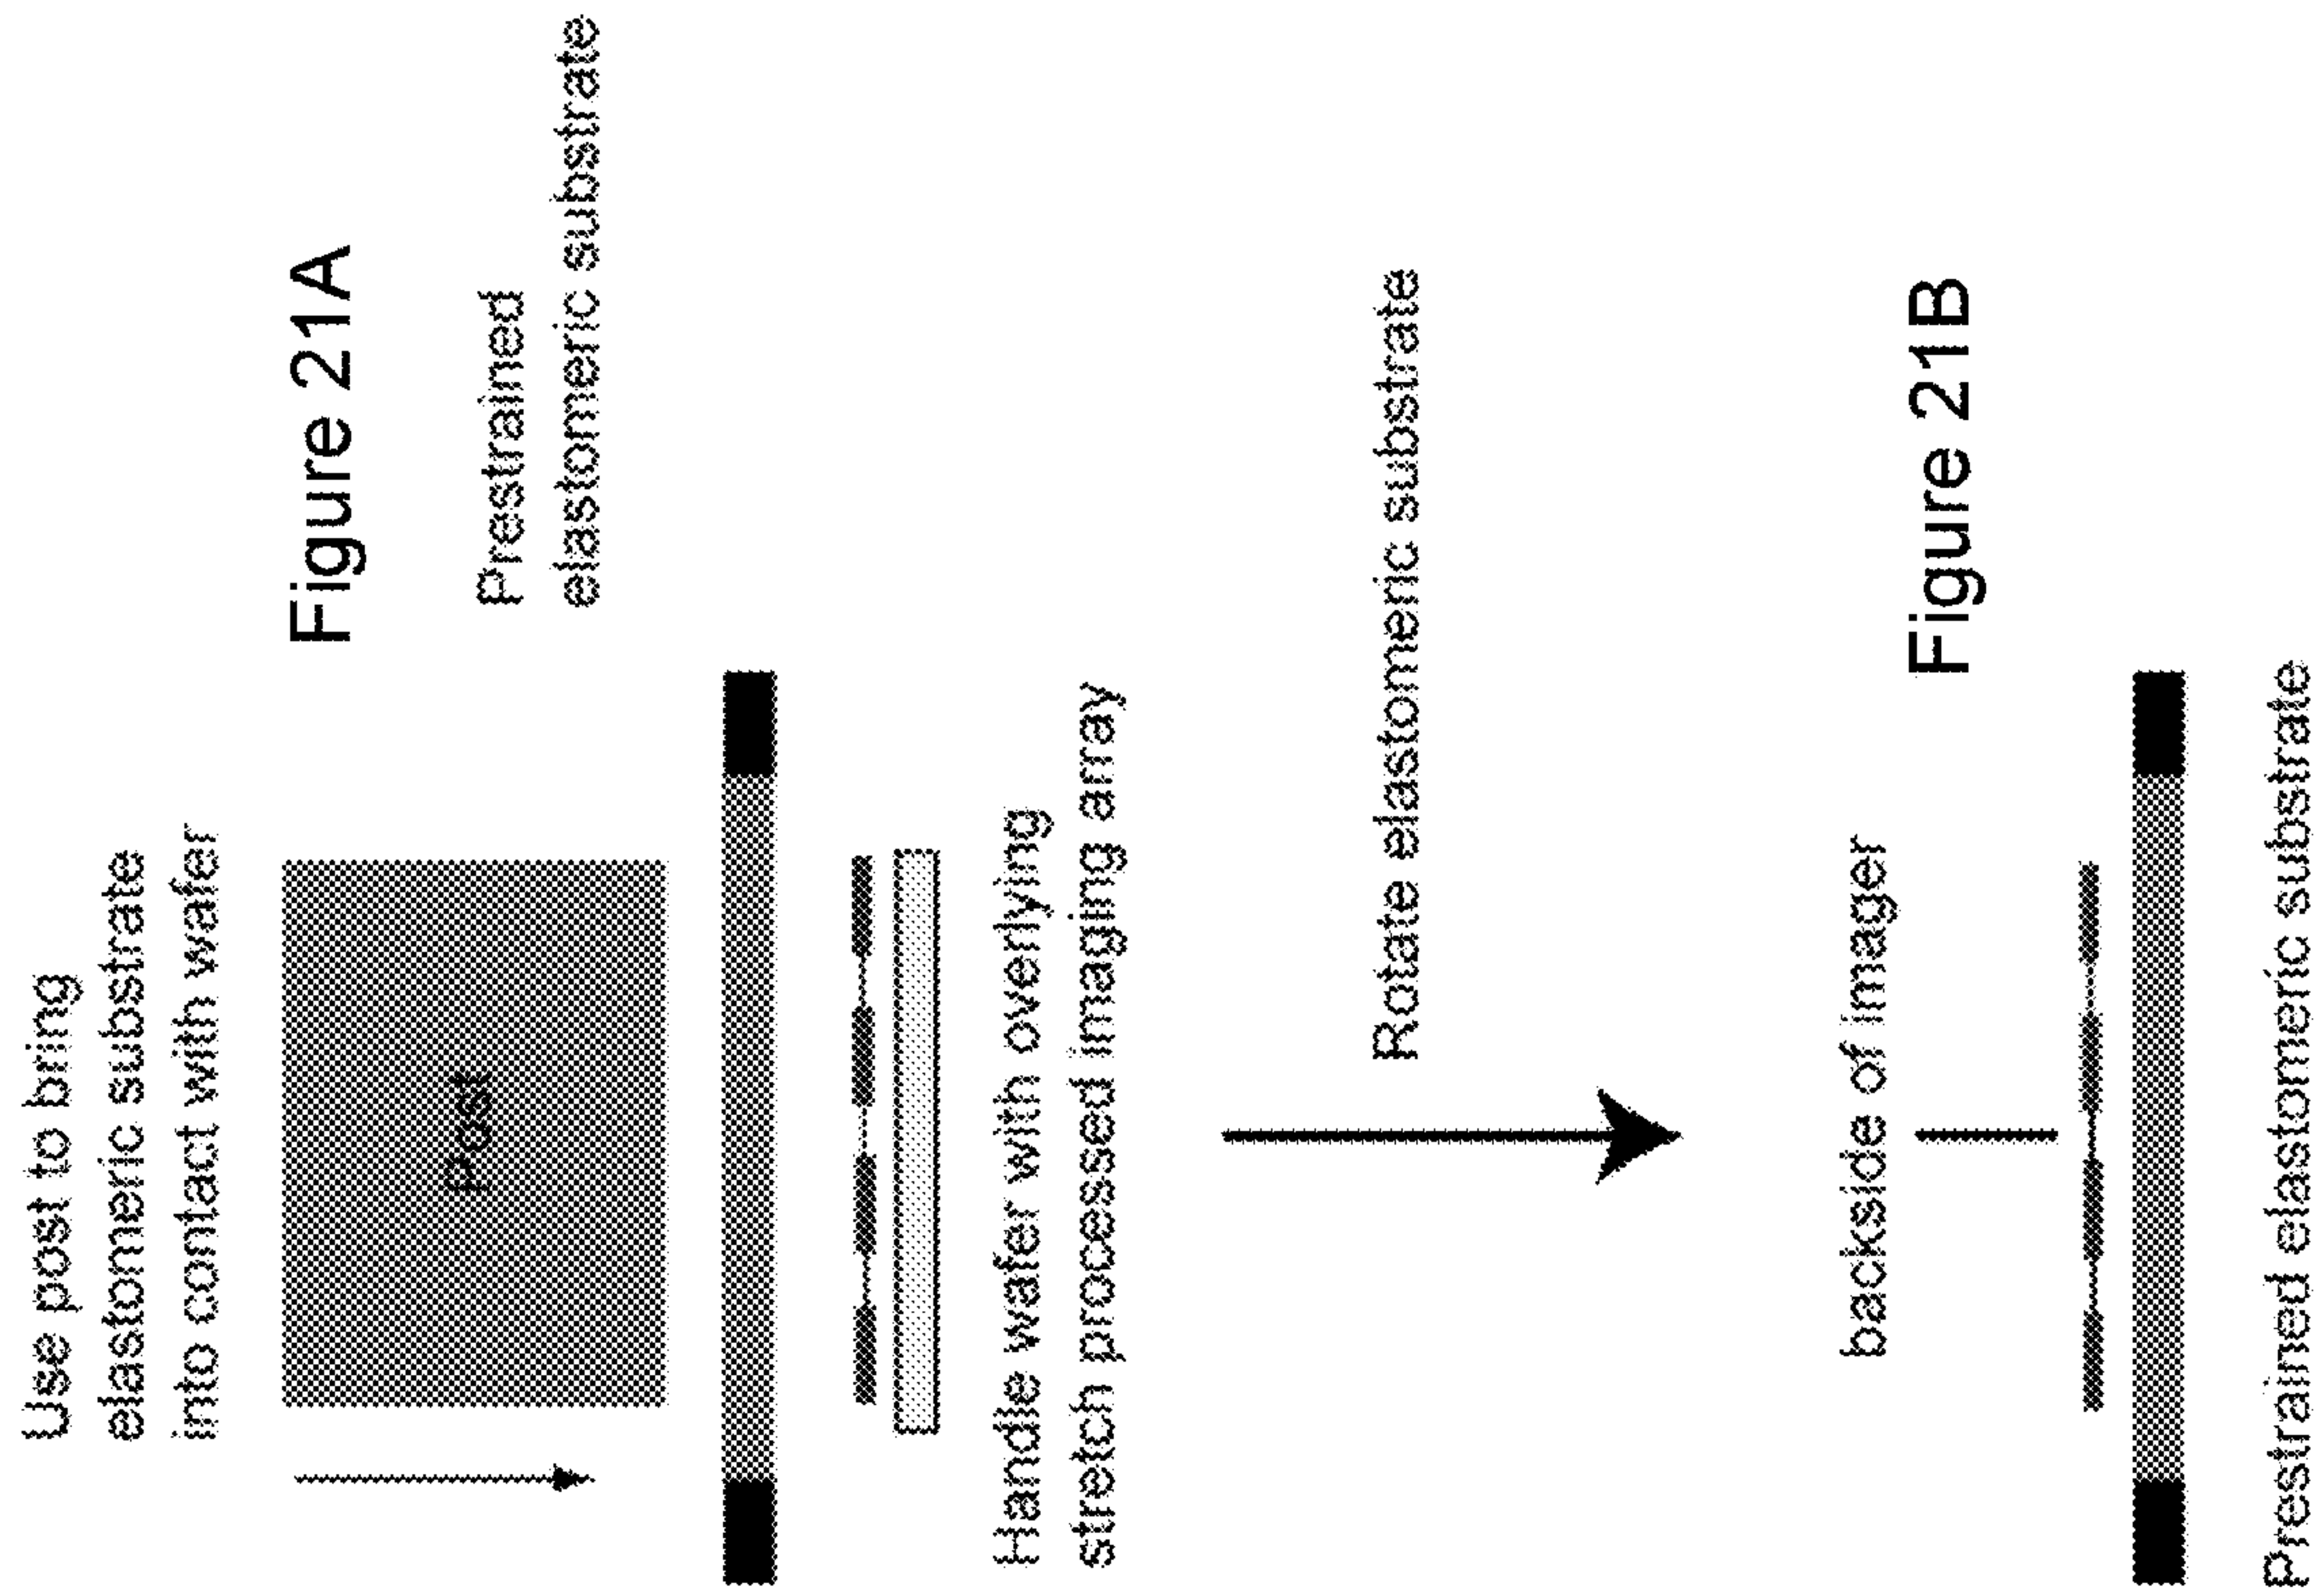 Use post to bring
elastomeric substrate
into contact with wafer
Figure 21A
Post
Prestrained
elastomeric substrate
Handle wafer with overlying
stretch processed imaging array
Rotate elastomeric substrate
backside of imager
Figure 21B
Prestrained elastomeric substrate